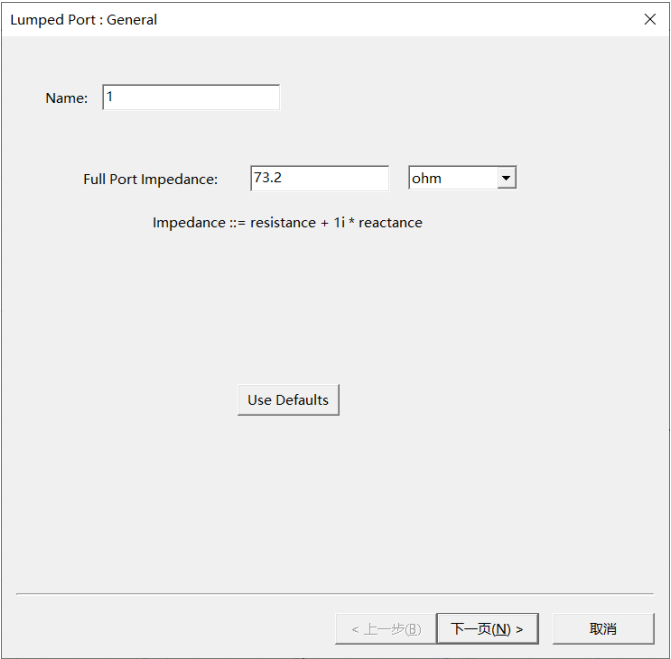 Lumped Port : General
Name: 1
Full Port Impedance: 73.2 ohm
Impedance ::= resistance + 1i * reactance
Use Defaults
< 上一步(B) 下一页(N) > 取消